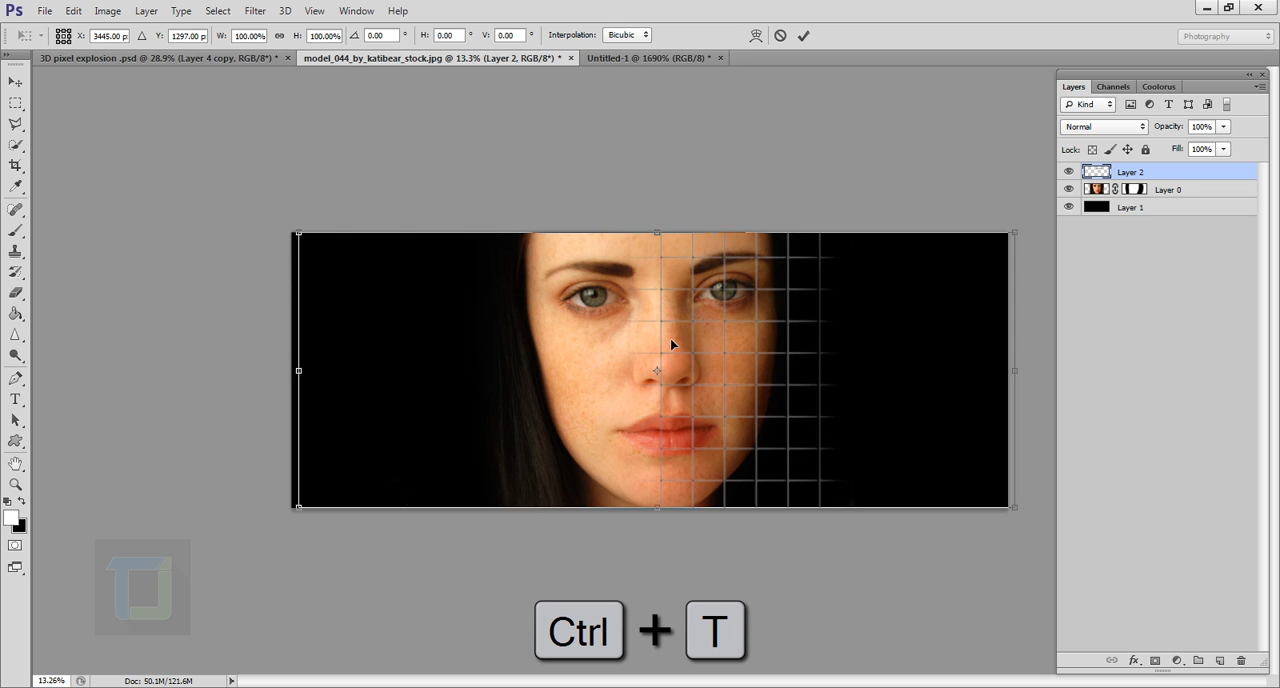 Ps File Edit Image Layer Type Select Filter 3D View Window Help
X: 3445.00 p: Y: 1297.00 p: W: 100.00% H: 100.00% 0.00 ° H: 0.00 ° V: 0.00 ° Interpolation: Bicubic Photography
3D pixel explosion .psd @ 28.9% (Layer 4 copy, RGB/8*) * × model_044_by_katibear_stock.jpg @ 13.3% (Layer 2, RGB/8*) * × Untitled-1 @ 1690% (RGB/8) * ×
Layers Channels Coolorus
Kind
Normal Opacity: 100%
Lock: Fill: 100%
Layer 2
Layer 0
Layer 1
Ctrl + T
13.26% Doc: 50.1M/121.6M